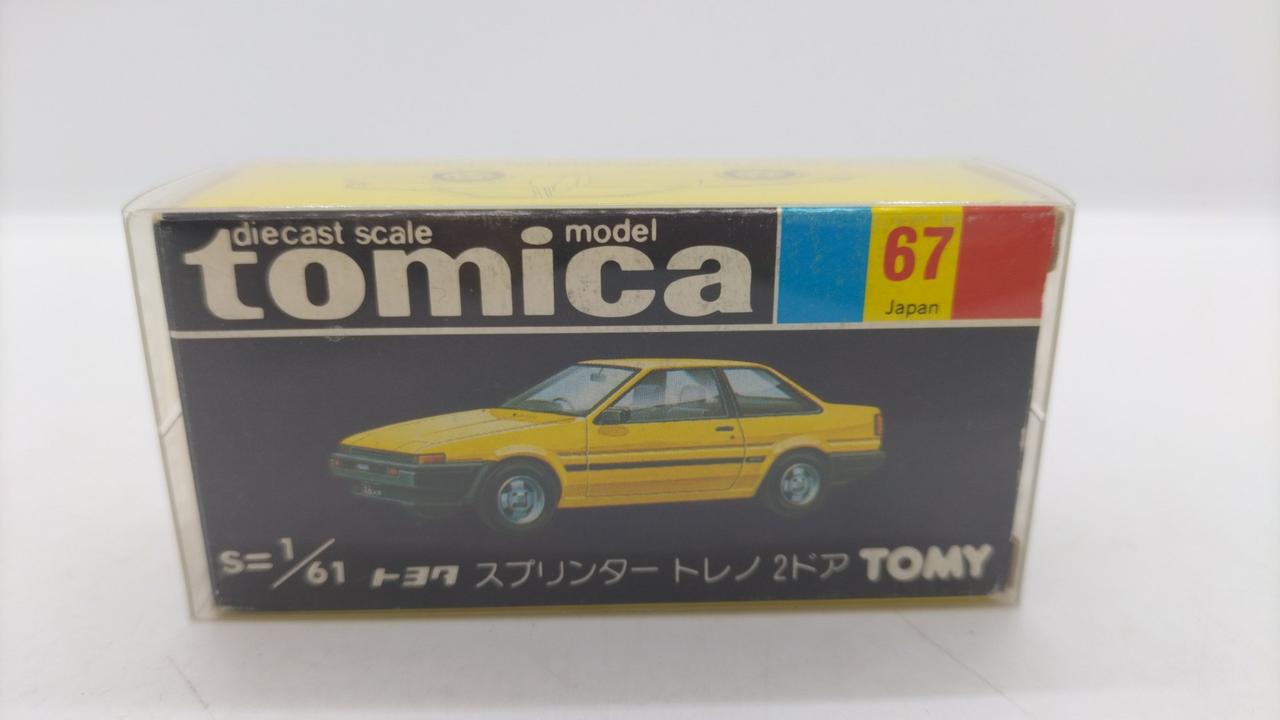 diecast scale model
tomica
67
Japan
S=1/61 トヨタ スプリンター トレノ 2ドア TOMY